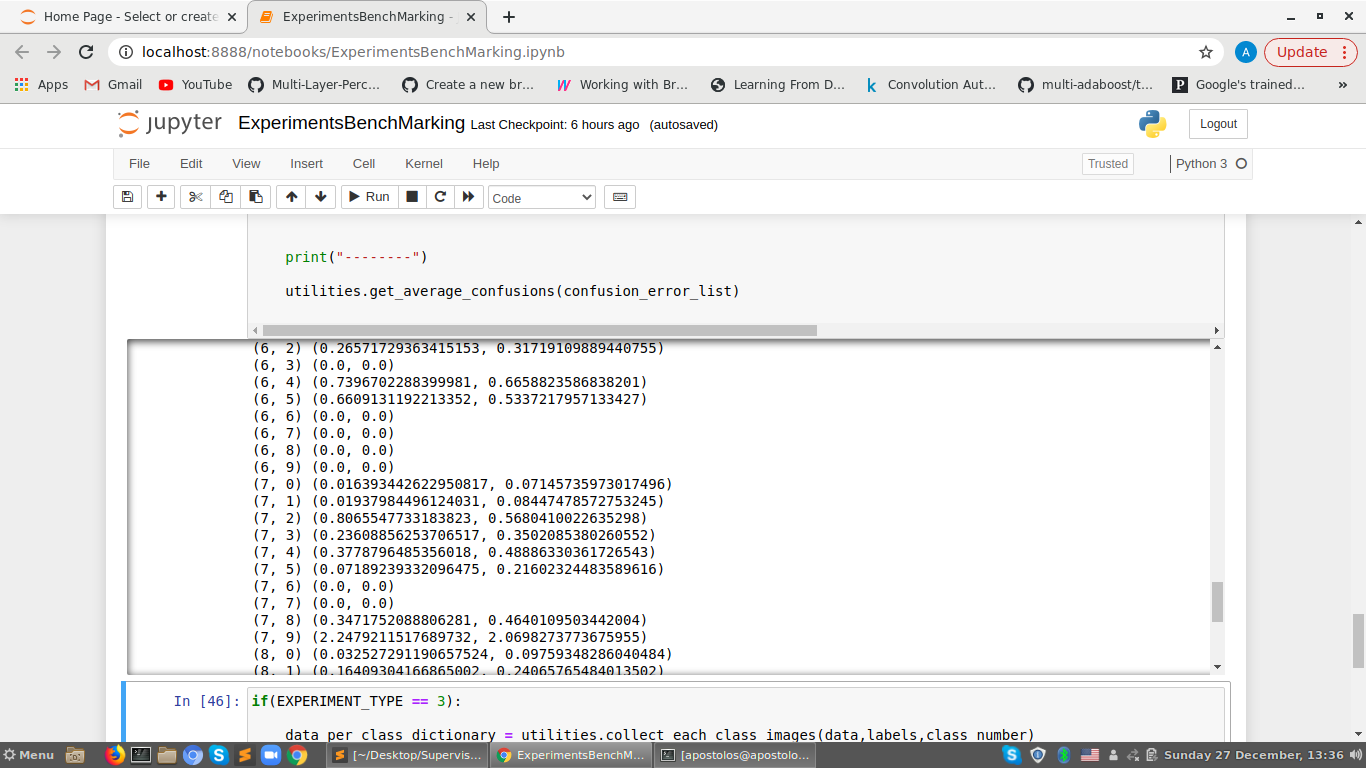 Home Page - Select or create
ExperimentsBenchMarking -
localhost:8888/notebooks/ExperimentsBenchMarking.ipynb
A
Update
Apps
Gmail
YouTube
Multi-Layer-Perc...
Create a new br...
Working with Br...
Learning From D...
Convolution Aut...
multi-adaboost/t...
Google's trained...
»
jupyter ExperimentsBenchMarking Last Checkpoint: 6 hours ago (autosaved)
Logout
File Edit View Insert Cell Kernel Help
Trusted
Python 3
Run
Code
print("--------")
utilities.get_average_confusions(confusion_error_list)
(6, 2) (0.26571729363415153, 0.31719109889440755)
(6, 3) (0.0, 0.0)
(6, 4) (0.7396702288399981, 0.6658823586838201)
(6, 5) (0.6609131192213352, 0.5337217957133427)
(6, 6) (0.0, 0.0)
(6, 7) (0.0, 0.0)
(6, 8) (0.0, 0.0)
(6, 9) (0.0, 0.0)
(7, 0) (0.016393442622950817, 0.07145735973017496)
(7, 1) (0.01937984496124031, 0.08447478572753245)
(7, 2) (0.8065547733183823, 0.5680410022635298)
(7, 3) (0.23608856253706517, 0.3502085380260552)
(7, 4) (0.3778796485356018, 0.48886330361726543)
(7, 5) (0.07189239332096475, 0.21602324483589616)
(7, 6) (0.0, 0.0)
(7, 7) (0.0, 0.0)
(7, 8) (0.3471752088806281, 0.4640109503442004)
(7, 9) (2.2479211517689732, 2.0698273773675955)
(8, 0) (0.032527291190657524, 0.09759348286040484)
(8, 1) (0.16409304166865002, 0.24065765484013502)
In [46]: if(EXPERIMENT_TYPE == 3):
data_per_class_dictionary = utilities.collect_each_class_images(data,labels,class_number)
Menu
[~/Desktop/Supervis...
ExperimentsBenchM...
[apostolos@apostolo...
Sunday 27 December, 13:36